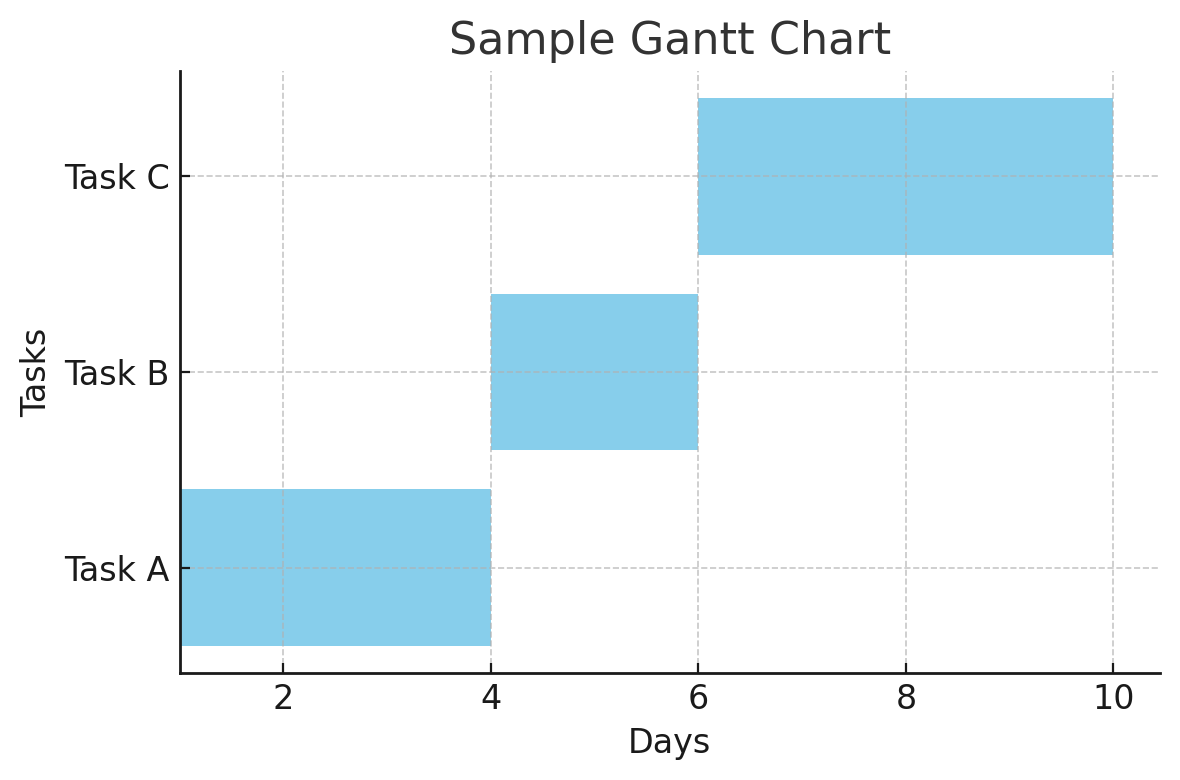 Sample Gantt Chart
Tasks
Task C
Task B
Task A
2 4 6 8 10
Days